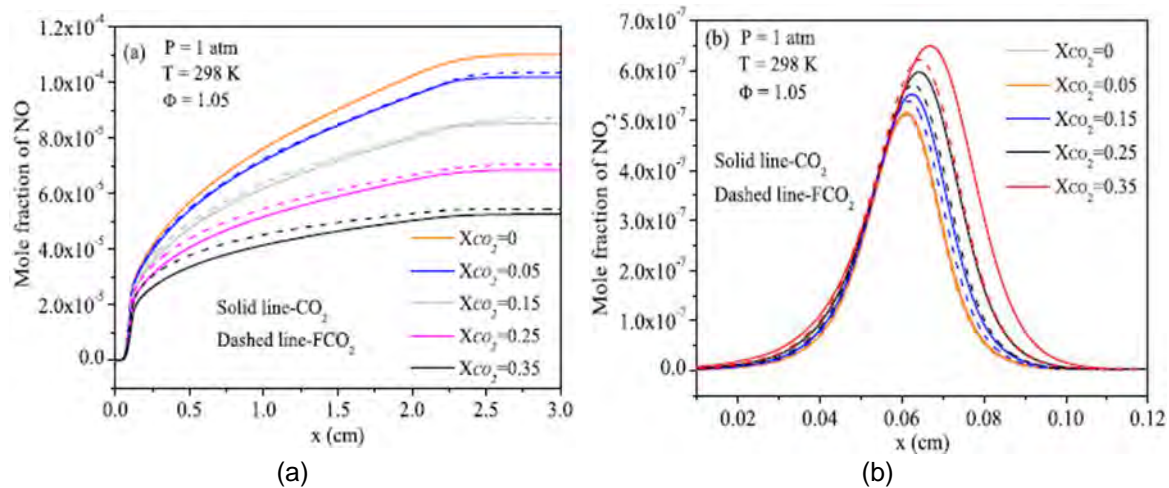 (a)
P = 1 atm
T = 298 K
Φ = 1.05
Mole fraction of NO
1.2x10⁻⁴
1.0x10⁻⁴
8.0x10⁻⁵
6.0x10⁻⁵
4.0x10⁻⁵
2.0x10⁻⁵
0.0
Solid line-CO₂
Dashed line-FCO₂
Xco₂=0
Xco₂=0.05
Xco₂=0.15
Xco₂=0.25
Xco₂=0.35
0.0 0.5 1.0 1.5 2.0 2.5 3.0
x (cm)
(a)
(b)
P = 1 atm
T = 298 K
Φ = 1.05
Mole fraction of NO₂
7.0x10⁻⁷
6.0x10⁻⁷
5.0x10⁻⁷
4.0x10⁻⁷
3.0x10⁻⁷
2.0x10⁻⁷
1.0x10⁻⁷
0.0
Solid line-CO₂
Dashed line-FCO₂
Xco₂=0
Xco₂=0.05
Xco₂=0.15
Xco₂=0.25
Xco₂=0.35
0.02 0.04 0.06 0.08 0.10 0.12
x (cm)
(b)